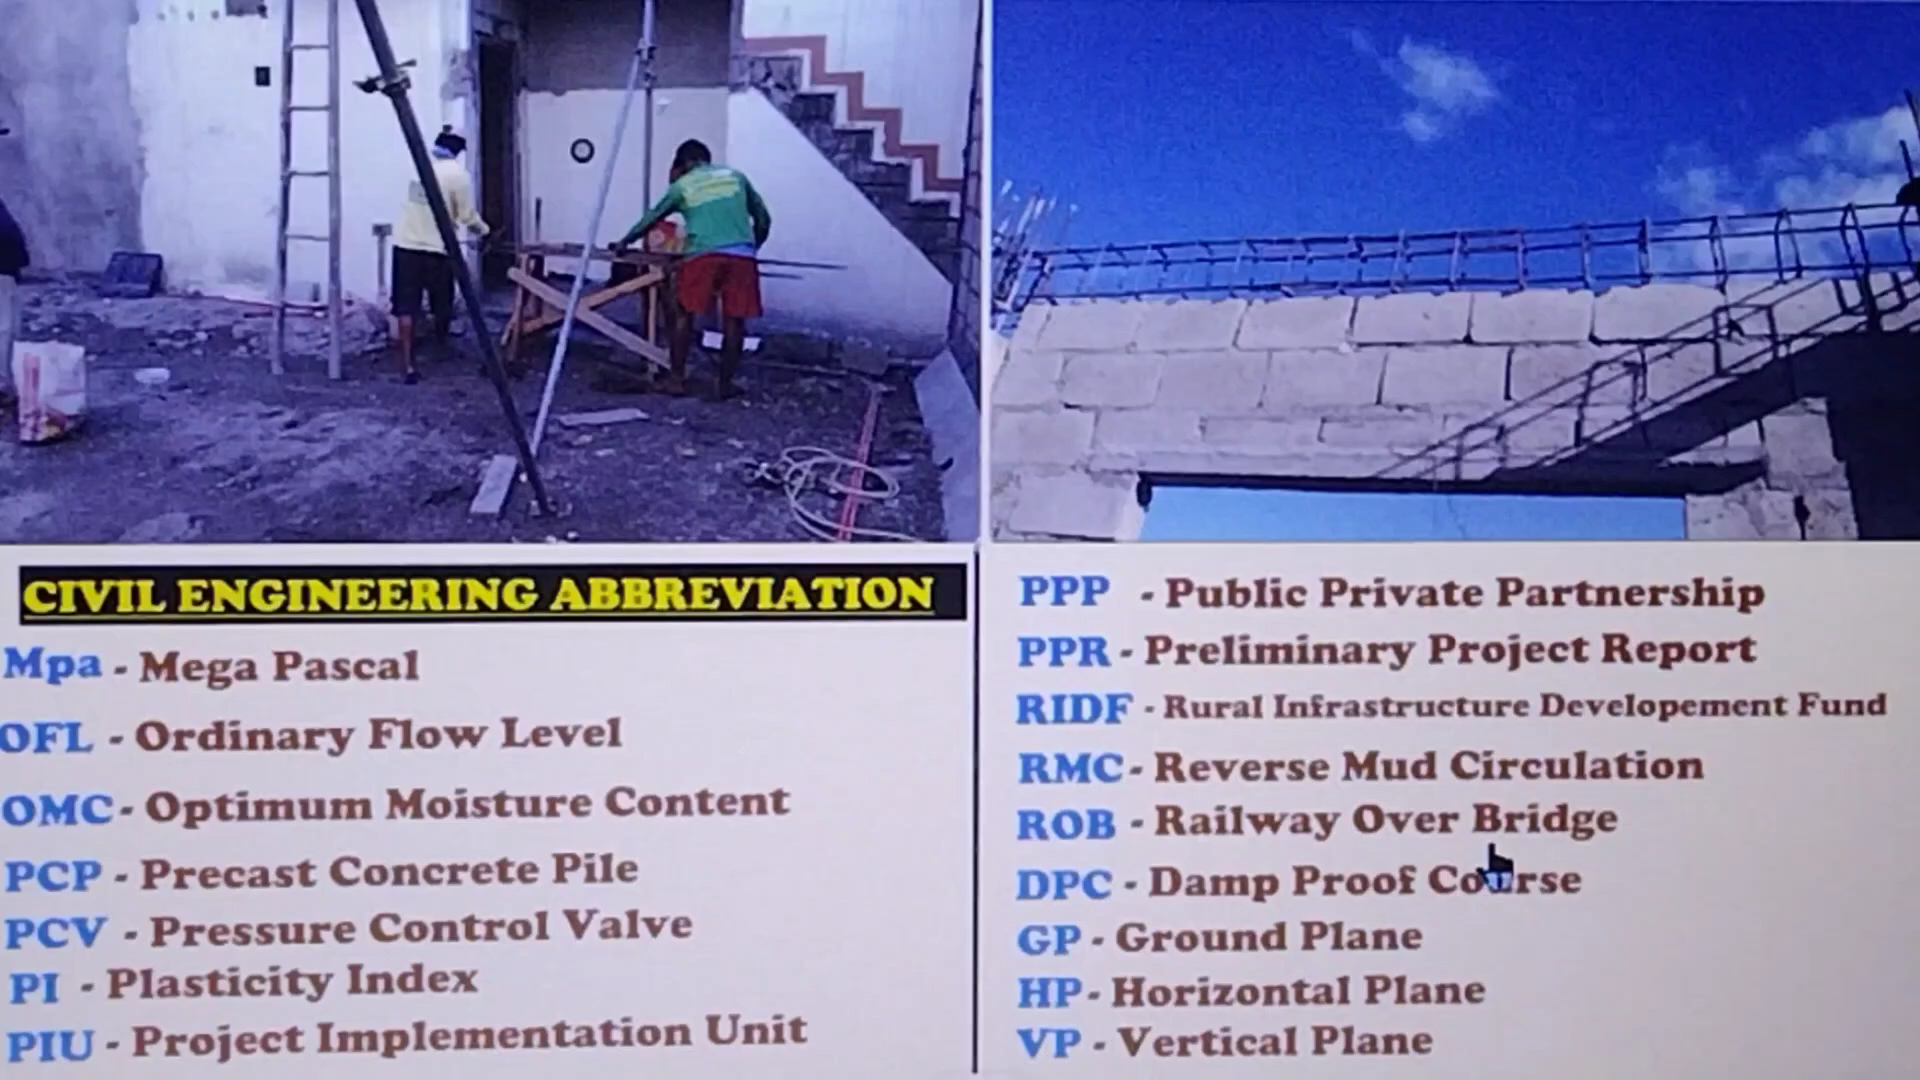 CIVIL ENGINEERING ABBREVIATION
Mpa - Mega Pascal
OFL - Ordinary Flow Level
OMC - Optimum Moisture Content
PCP - Precast Concrete Pile
PCV - Pressure Control Valve
PI - Plasticity Index
PIU - Project Implementation Unit
PPP - Public Private Partnership
PPR - Preliminary Project Report
RIDF - Rural Infrastructure Developement Fund
RMC - Reverse Mud Circulation
ROB - Railway Over Bridge
DPC - Damp Proof Course
GP - Ground Plane
HP - Horizontal Plane
VP - Vertical Plane